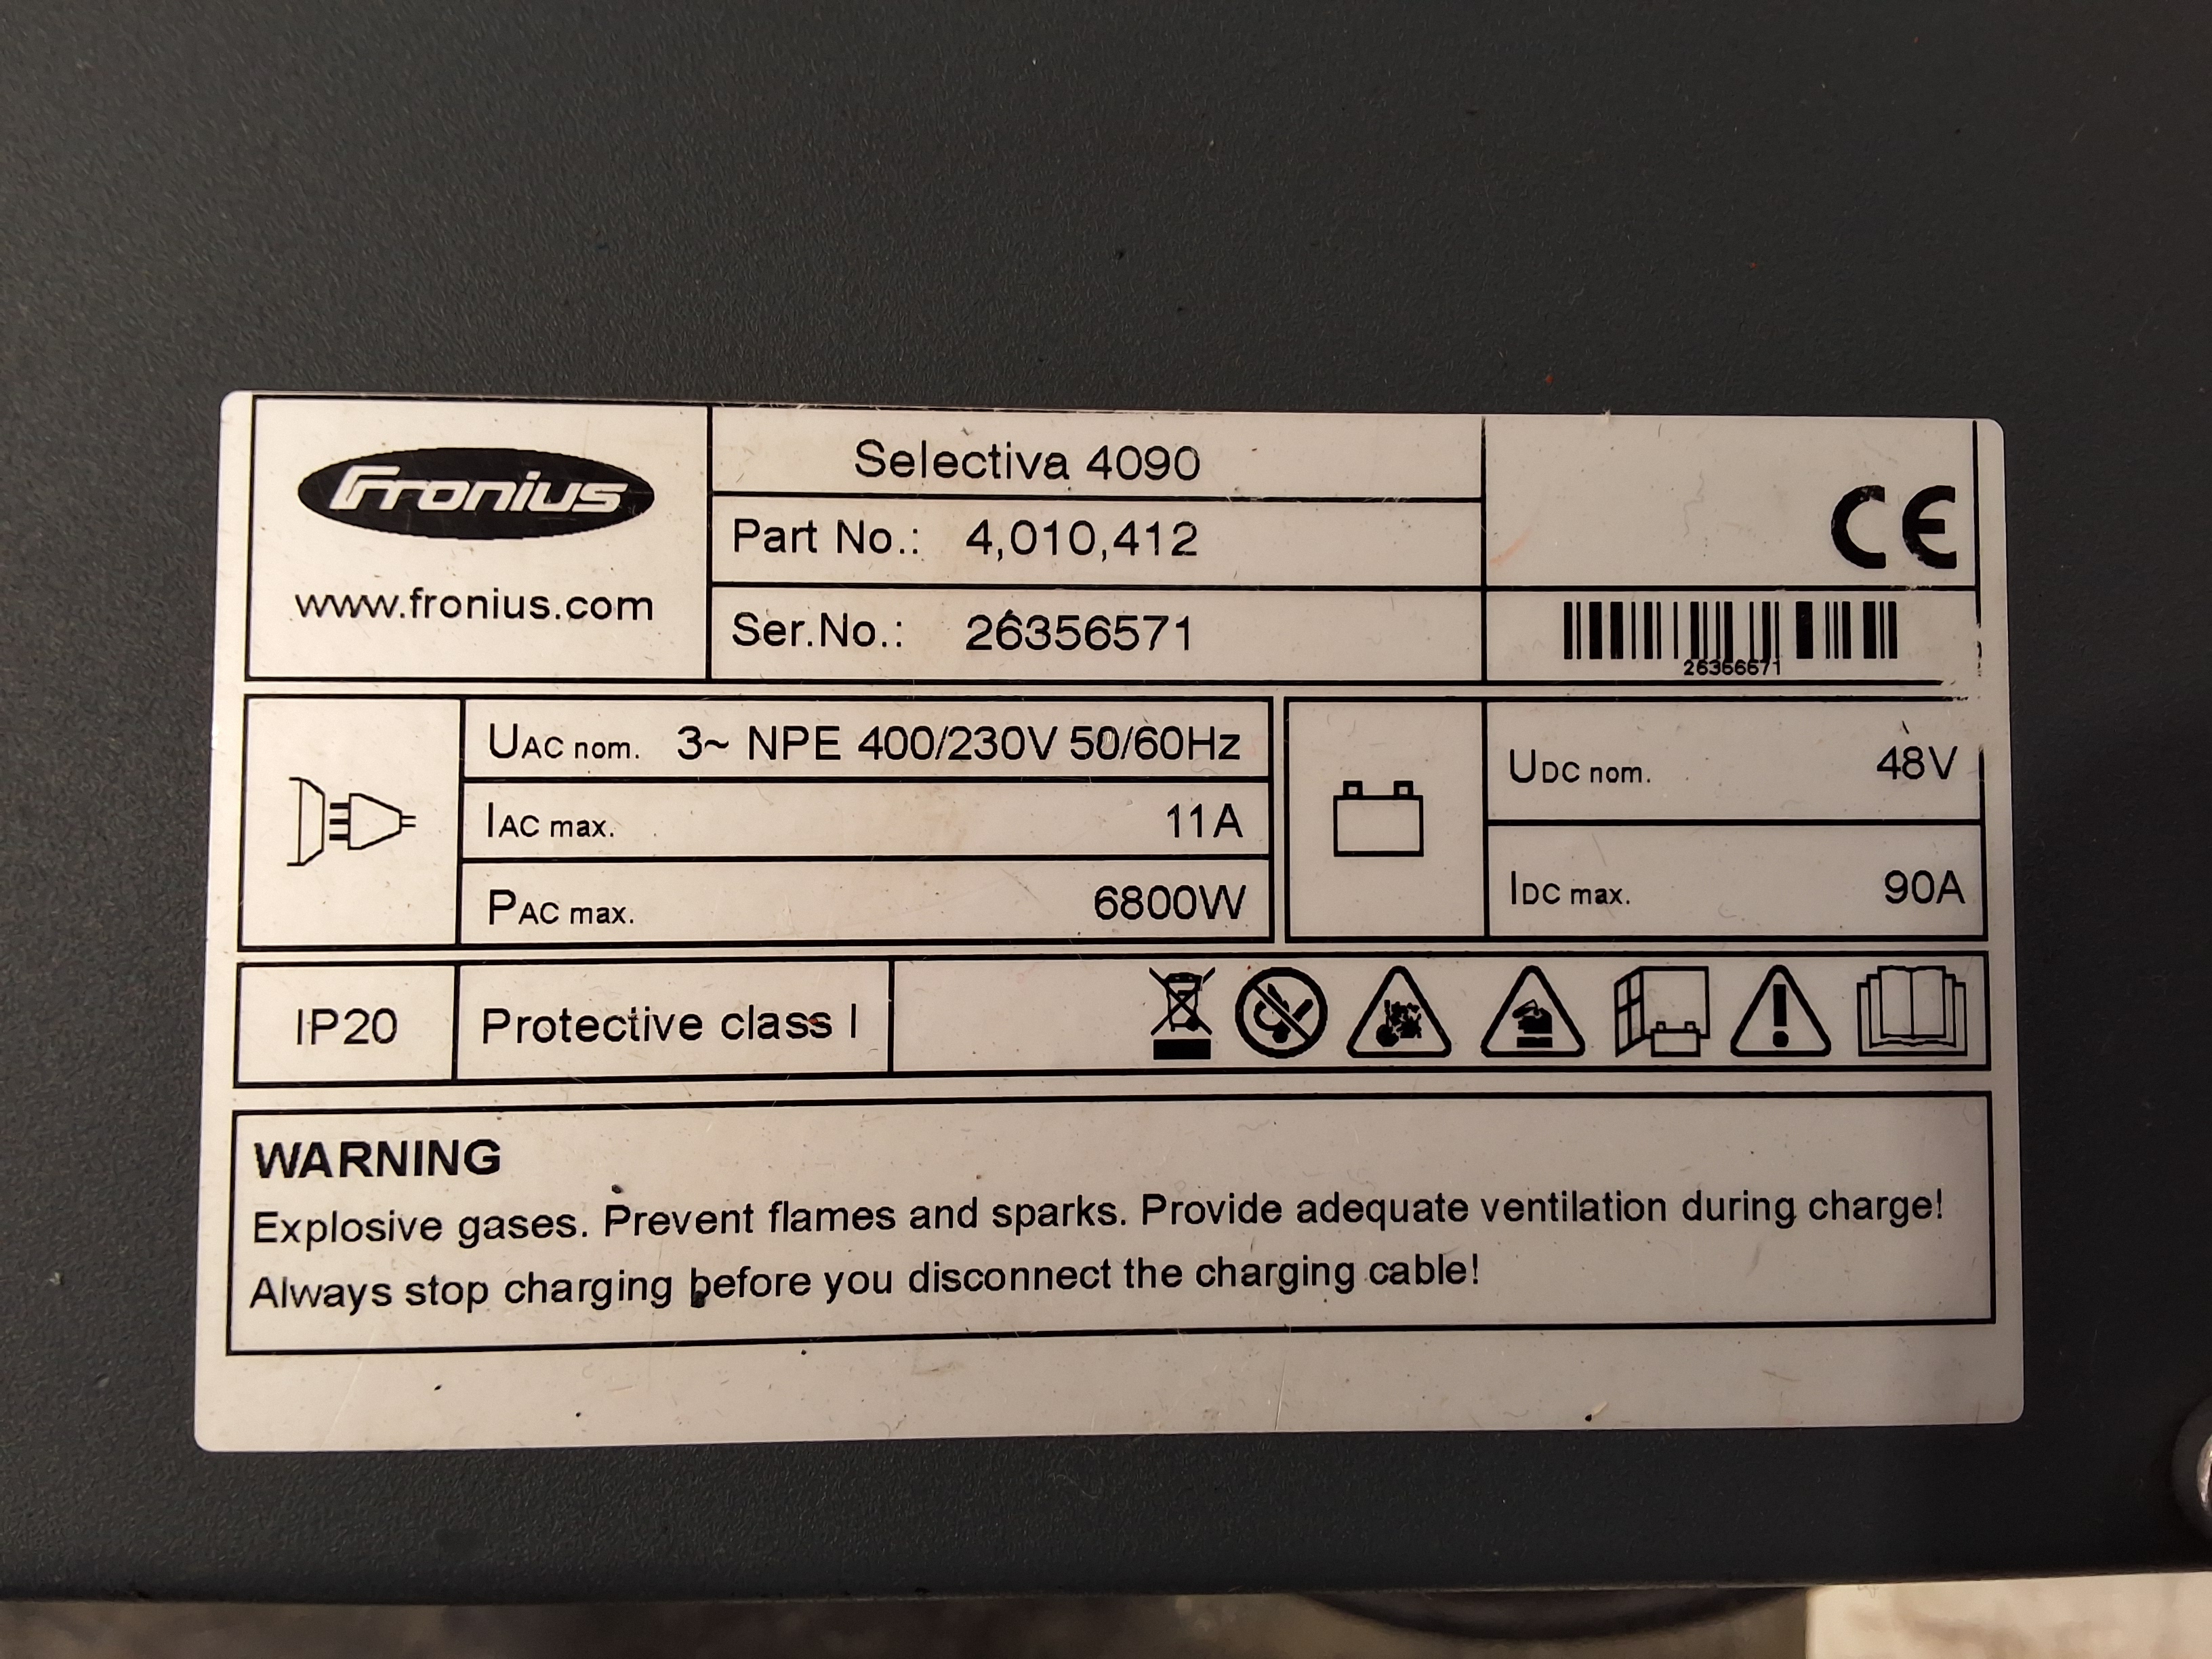 Fronius
www.fronius.com
Selectiva 4090
Part No.: 4,010,412
Ser.No.: 26356571
CE
26356571
UAC nom. 3~ NPE 400/230V 50/60Hz
IAC max. 11A
PAC max. 6800W
UDC nom. 48V
IDC max. 90A
IP20
Protective class I
WARNING
Explosive gases. Prevent flames and sparks. Provide adequate ventilation during charge!
Always stop charging before you disconnect the charging cable!